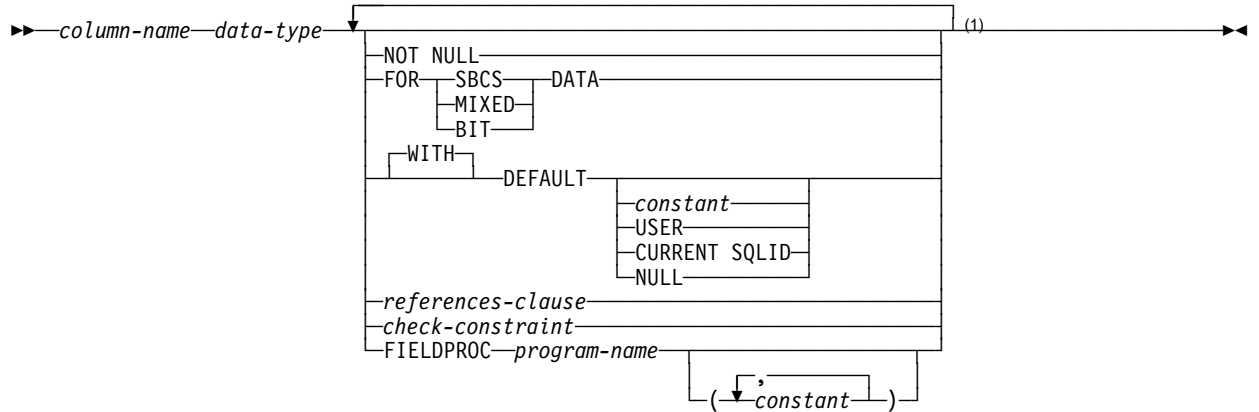 column-name data-type (1)
NOT NULL
FOR SBCS DATA
MIXED
BIT
WITH
DEFAULT
constant
USER
CURRENT SQLID
NULL
references-clause
check-constraint
FIELDPROC program-name
,
( constant )